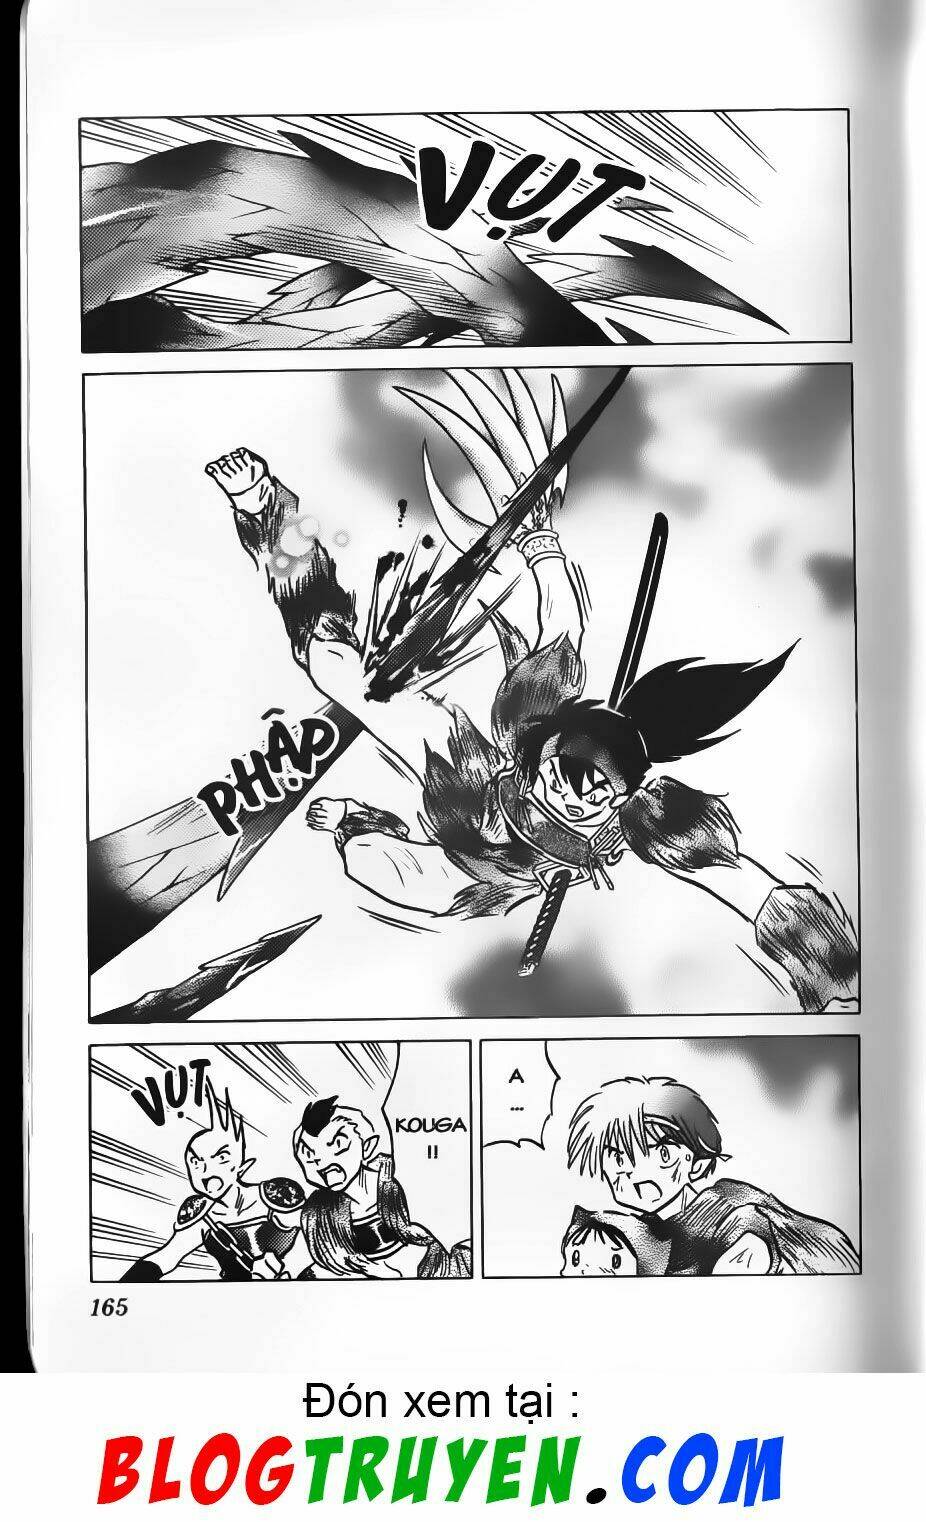 VỤT
PHẬP
A
...
KOUGA
!!
VỤT
165
Đón xem tại :
BLOGTRUYEN.COM